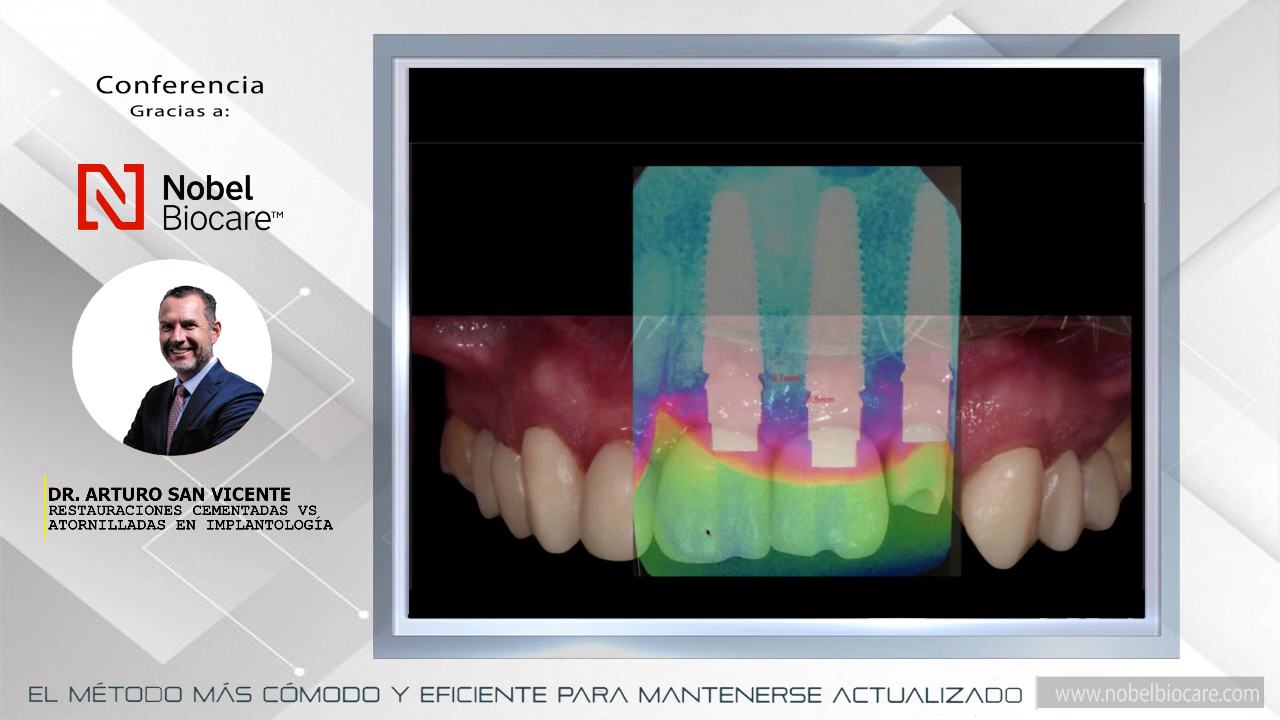 Conferencia
Gracias a:
Nobel
Biocare™
DR. ARTURO SAN VICENTE
RESTAURACIONES CEMENTADAS VS
ATORNILLADAS EN IMPLANTOLOGÍA
EL MÉTODO MÁS CÓMODO Y EFICIENTE PARA MANTENERSE ACTUALIZADO
www.nobelbiocare.com